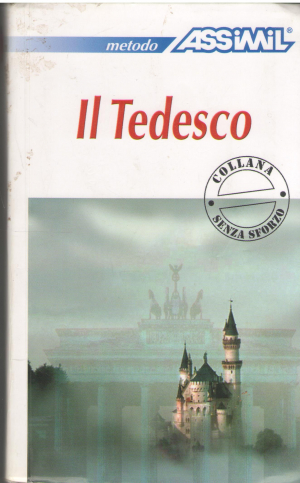 metodo ASSiMiL®
Il Tedesco
COLLANA
SENZA SFORZO